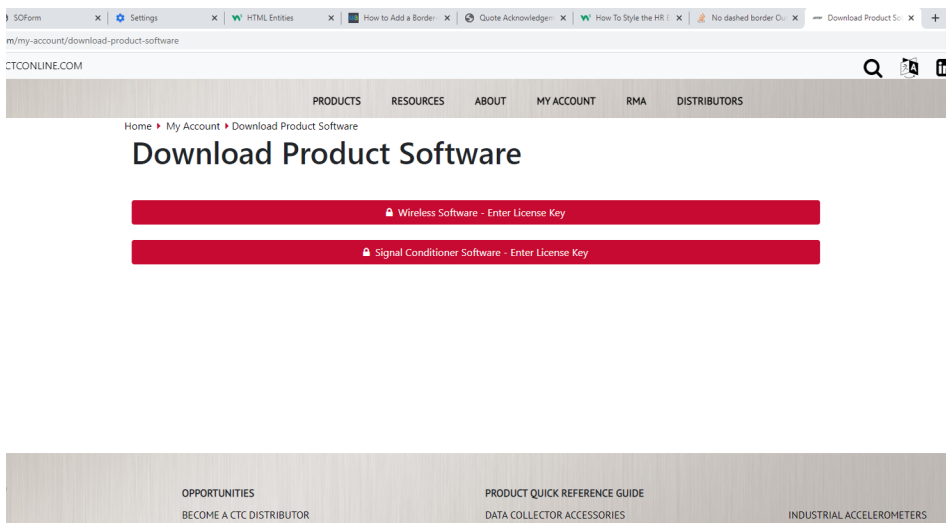 SOForm Settings HTML Entities How to Add a Border- Quote Acknowledgem How To Style the HR E No dashed border Ou Download Product So
m/my-account/download-product-software
CTCONLINE.COM
PRODUCTS RESOURCES ABOUT MY ACCOUNT RMA DISTRIBUTORS
Home My Account Download Product Software
Download Product Software
Wireless Software - Enter License Key
Signal Conditioner Software - Enter License Key
OPPORTUNITIES PRODUCT QUICK REFERENCE GUIDE
BECOME A CTC DISTRIBUTOR DATA COLLECTOR ACCESSORIES INDUSTRIAL ACCELEROMETERS